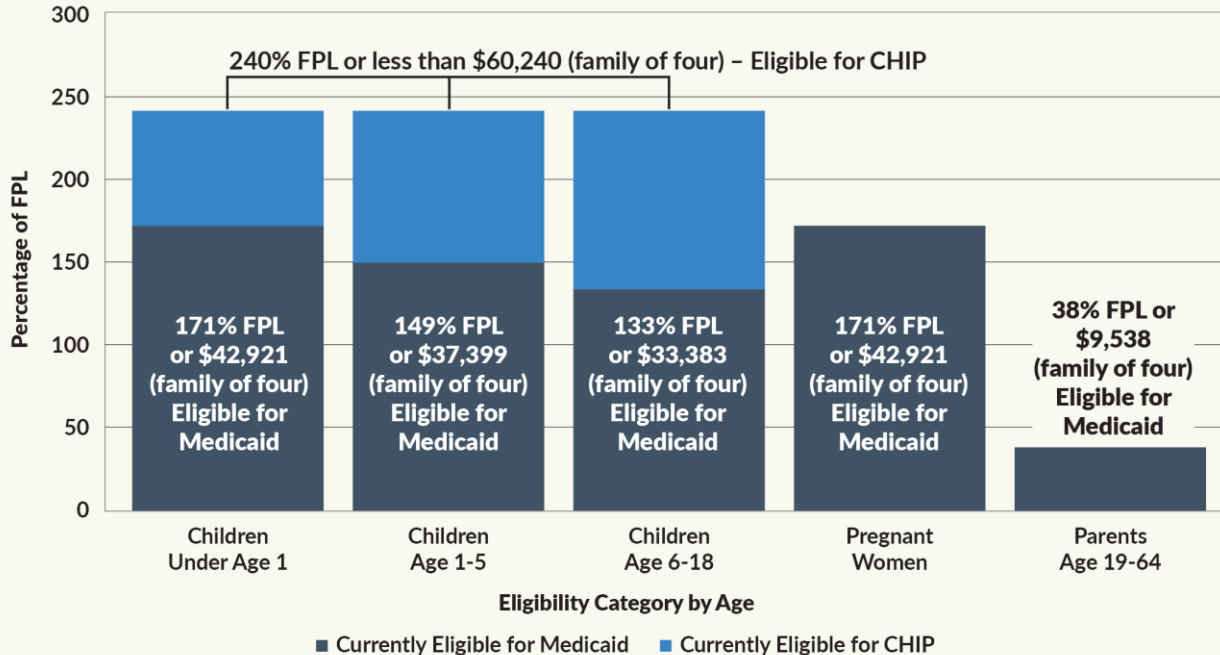 300
240% FPL or less than $60,240 (family of four) – Eligible for CHIP
250
200
150
100
50
0
Percentage of FPL
171% FPL
or $42,921
(family of four)
Eligible for
Medicaid
149% FPL
or $37,399
(family of four)
Eligible for
Medicaid
133% FPL
or $33,383
(family of four)
Eligible for
Medicaid
171% FPL
or $42,921
(family of four)
Eligible for
Medicaid
38% FPL or
$9,538
(family of four)
Eligible for
Medicaid
Children
Under Age 1
Children
Age 1-5
Children
Age 6-18
Pregnant
Women
Parents
Age 19-64
Eligibility Category by Age
Currently Eligible for Medicaid
Currently Eligible for CHIP